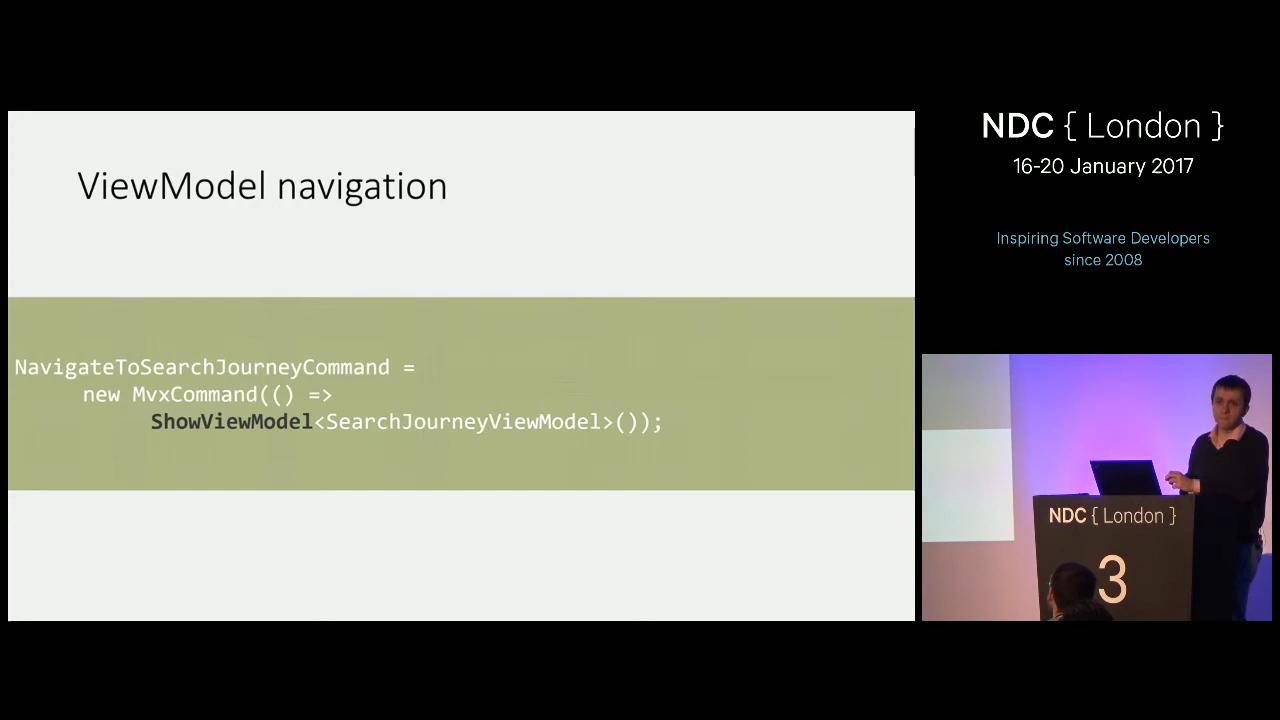 ViewModel navigation
NavigateToSearchJourneyCommand =
new MvxCommand(() =>
ShowViewModel<SearchJourneyViewModel>());
NDC { London }
16-20 January 2017
Inspiring Software Developers
since 2008
NDC { London }
3